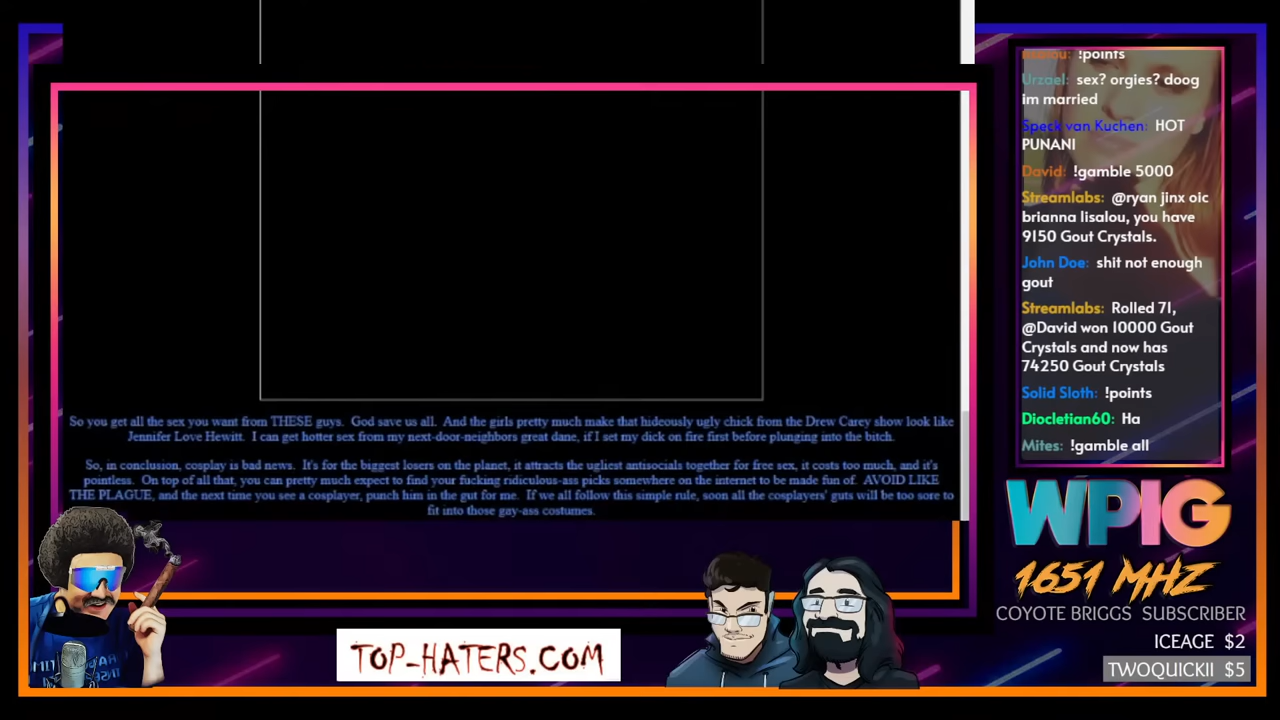 So you get all the sex you want from THESE guys.  God save us all.  And the girls pretty much make that hideously ugly chick from the Drew Carey show look like
Jennifer Love Hewitt.  I can get hotter sex from my next-door-neighbors great dane, if I set my dick on fire first before plunging into the bitch.
So, in conclusion, cosplay is bad news.  It's for the biggest losers on the planet, it attracts the ugliest antisocials together for free sex, it costs too much, and it's
pointless.  On top of all that, you can pretty much expect to find your fucking ridiculous-ass picks somewhere on the internet to be made fun of.  AVOID LIKE
THE PLAGUE, and the next time you see a cosplayer, punch him in the gut for me.  If we all follow this simple rule, soon all the cosplayers' guts will be too sore to
fit into those gay-ass costumes.
TOP-HATERS.COM
!points
Urzael: sex? orgies? doog
im married
Speck van Kuchen: HOT
PUNANI
David: !gamble 5000
Streamlabs: @ryan jinx oic
brianna lisalou, you have
9150 Gout Crystals.
John Doe: shit not enough
gout
Streamlabs: Rolled 71,
@David won 10000 Gout
Crystals and now has
74250 Gout Crystals
Solid Sloth: !points
Diocletian60: Ha
Mites: !gamble all
WPIG
1651 MHZ
COYOTE BRIGGS SUBSCRIBER
ICEAGE $2
TWOQUICKII $5